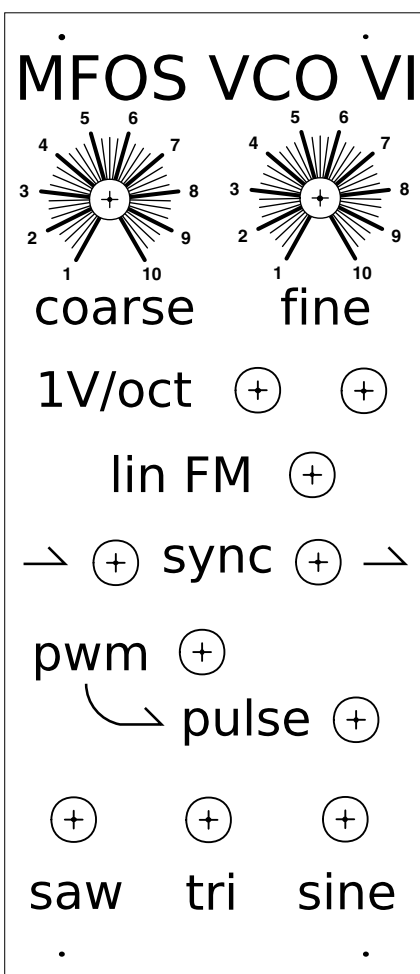 MFOS VCO VI
1 2 3 4 5 6 7 8 9 10
1 2 3 4 5 6 7 8 9 10
coarse fine
1V/oct
lin FM
sync
pwm
pulse
saw tri sine